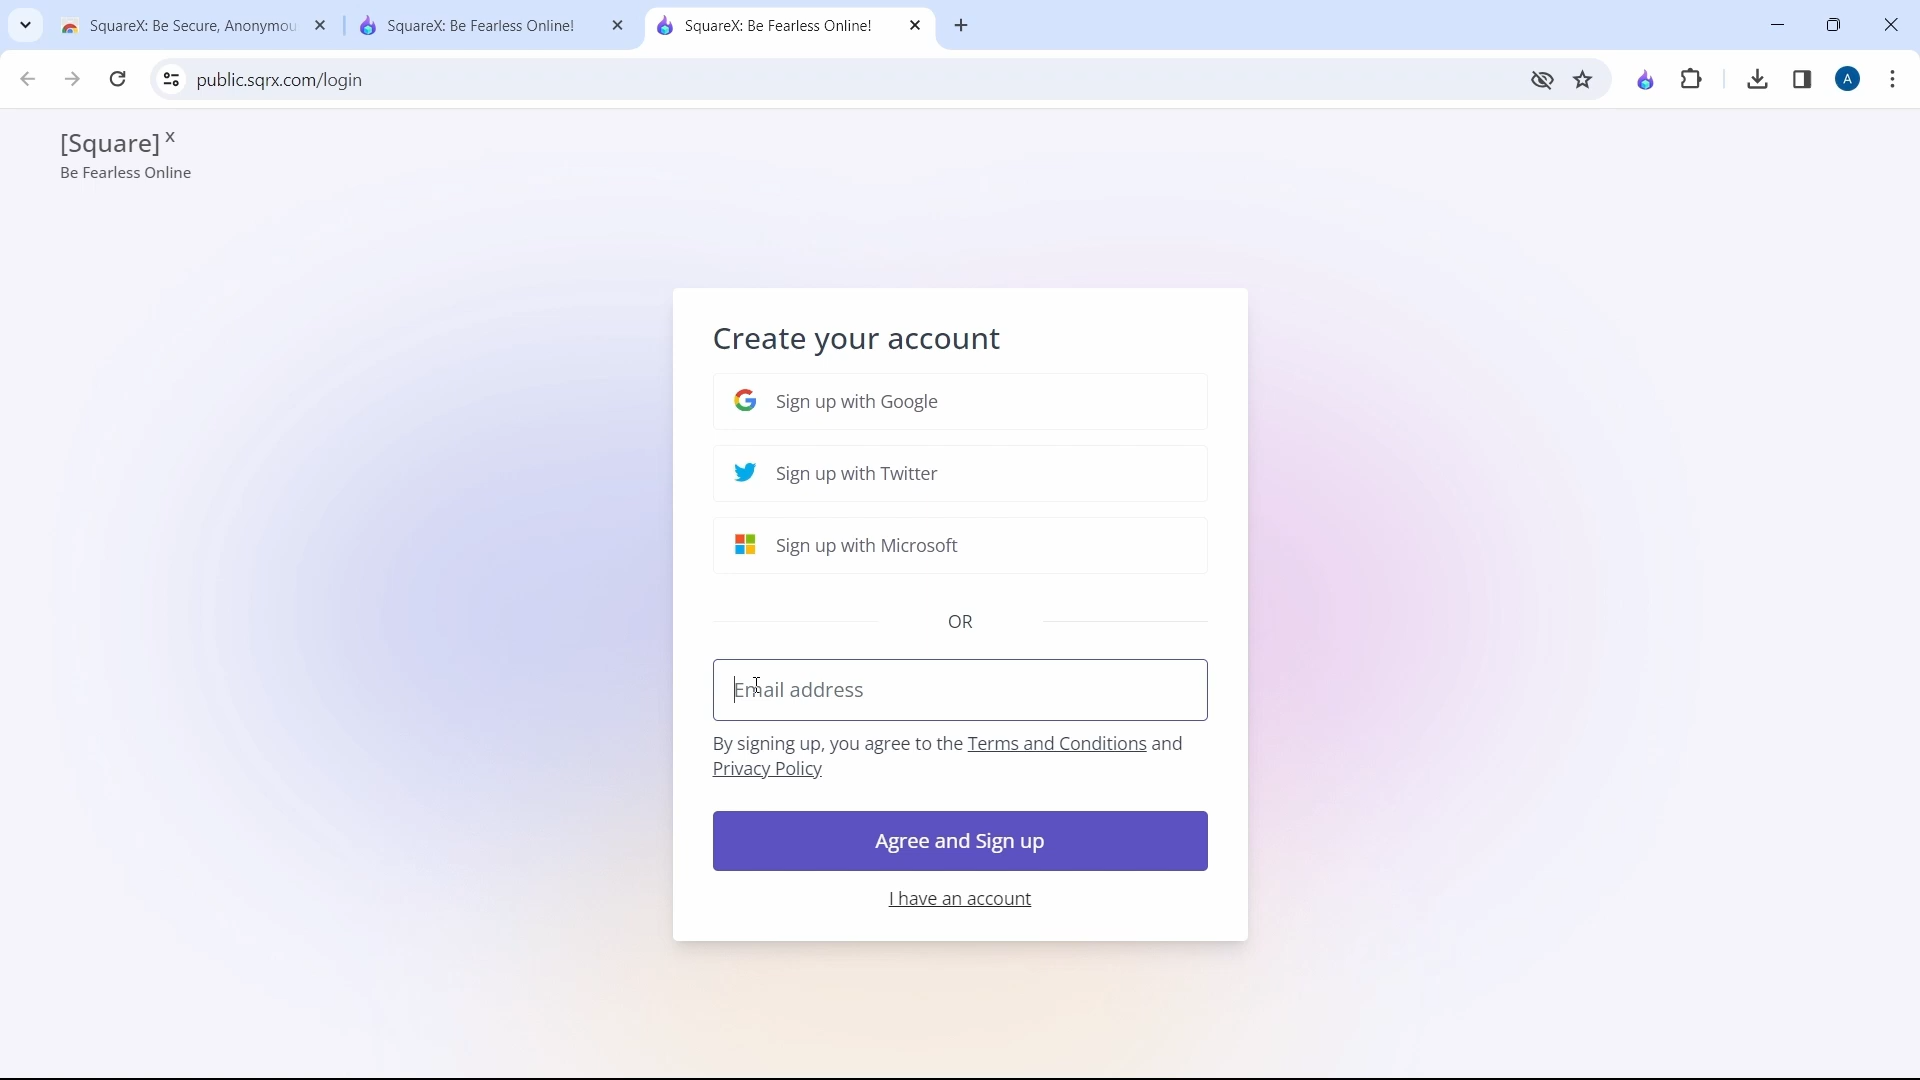 SquareX: Be Secure, Anonymou
SquareX: Be Fearless Online!
SquareX: Be Fearless Online!
public.sqrx.com/login
A
[Square] x
Be Fearless Online
Create your account
Sign up with Google
Sign up with Twitter
Sign up with Microsoft
OR
Email address
By signing up, you agree to the Terms and Conditions and
Privacy Policy
Agree and Sign up
I have an account